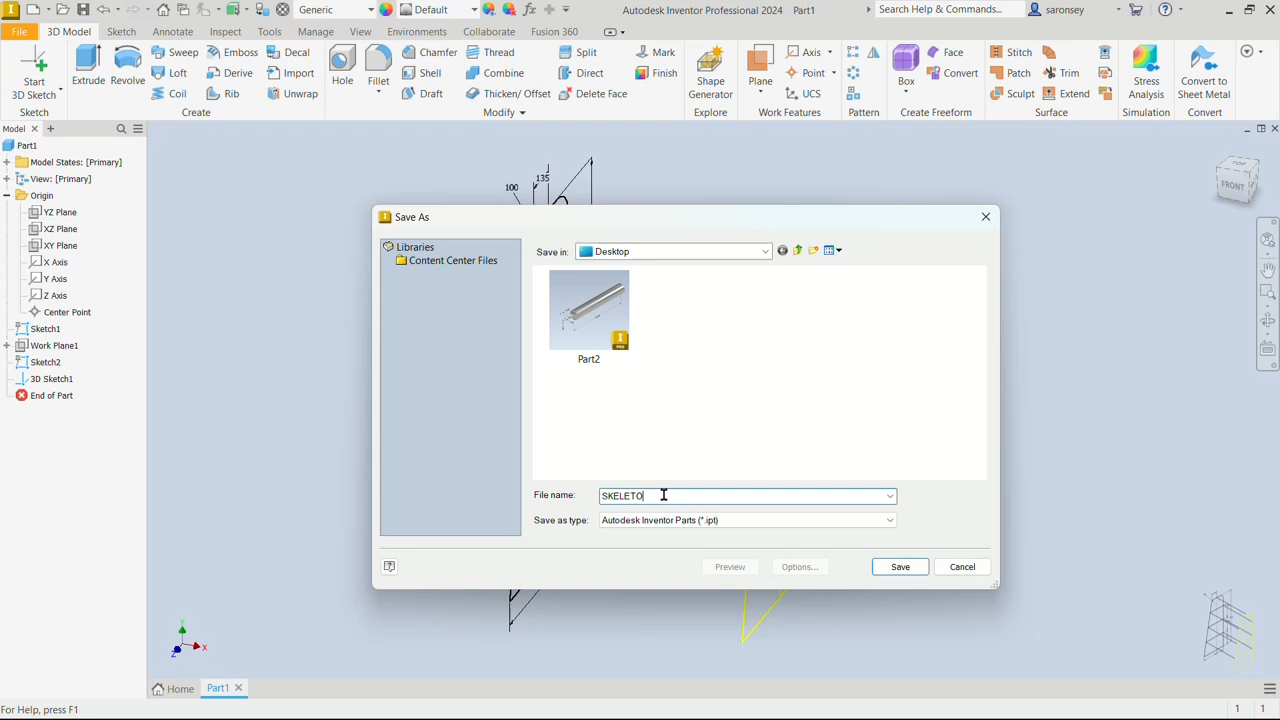 Generic
Default
Autodesk Inventor Professional 2024 Part1
Search Help & Commands...
saronsey
File
3D Model
Sketch
Annotate
Inspect
Tools
Manage
View
Environments
Collaborate
Fusion 360
Start
3D Sketch
Sketch
Extrude
Revolve
Sweep
Loft
Coil
Emboss
Derive
Rib
Decal
Import
Unwrap
Create
Hole
Fillet
Chamfer
Shell
Draft
Thread
Combine
Thicken/ Offset
Split
Direct
Delete Face
Mark
Finish
Modify
Shape
Generator
Explore
Plane
Axis
Point
UCS
Work Features
Pattern
Box
Face
Convert
Create Freeform
Stitch
Patch
Sculpt
Trim
Extend
Surface
Stress
Analysis
Simulation
Convert to
Sheet Metal
Convert
Model
Part1
Model States: [Primary]
View: [Primary]
Origin
YZ Plane
XZ Plane
XY Plane
X Axis
Y Axis
Z Axis
Center Point
Sketch1
Work Plane1
Sketch2
3D Sketch1
End of Part
100
135
TOP
FRONT
Save As
Libraries
Content Center Files
Save in:
Desktop
PRO
Part2
File name:
SKELETO
Save as type:
Autodesk Inventor Parts (*.ipt)
Preview
Options...
Save
Cancel
Y
X
Z
Home
Part1
For Help, press F1
1 1